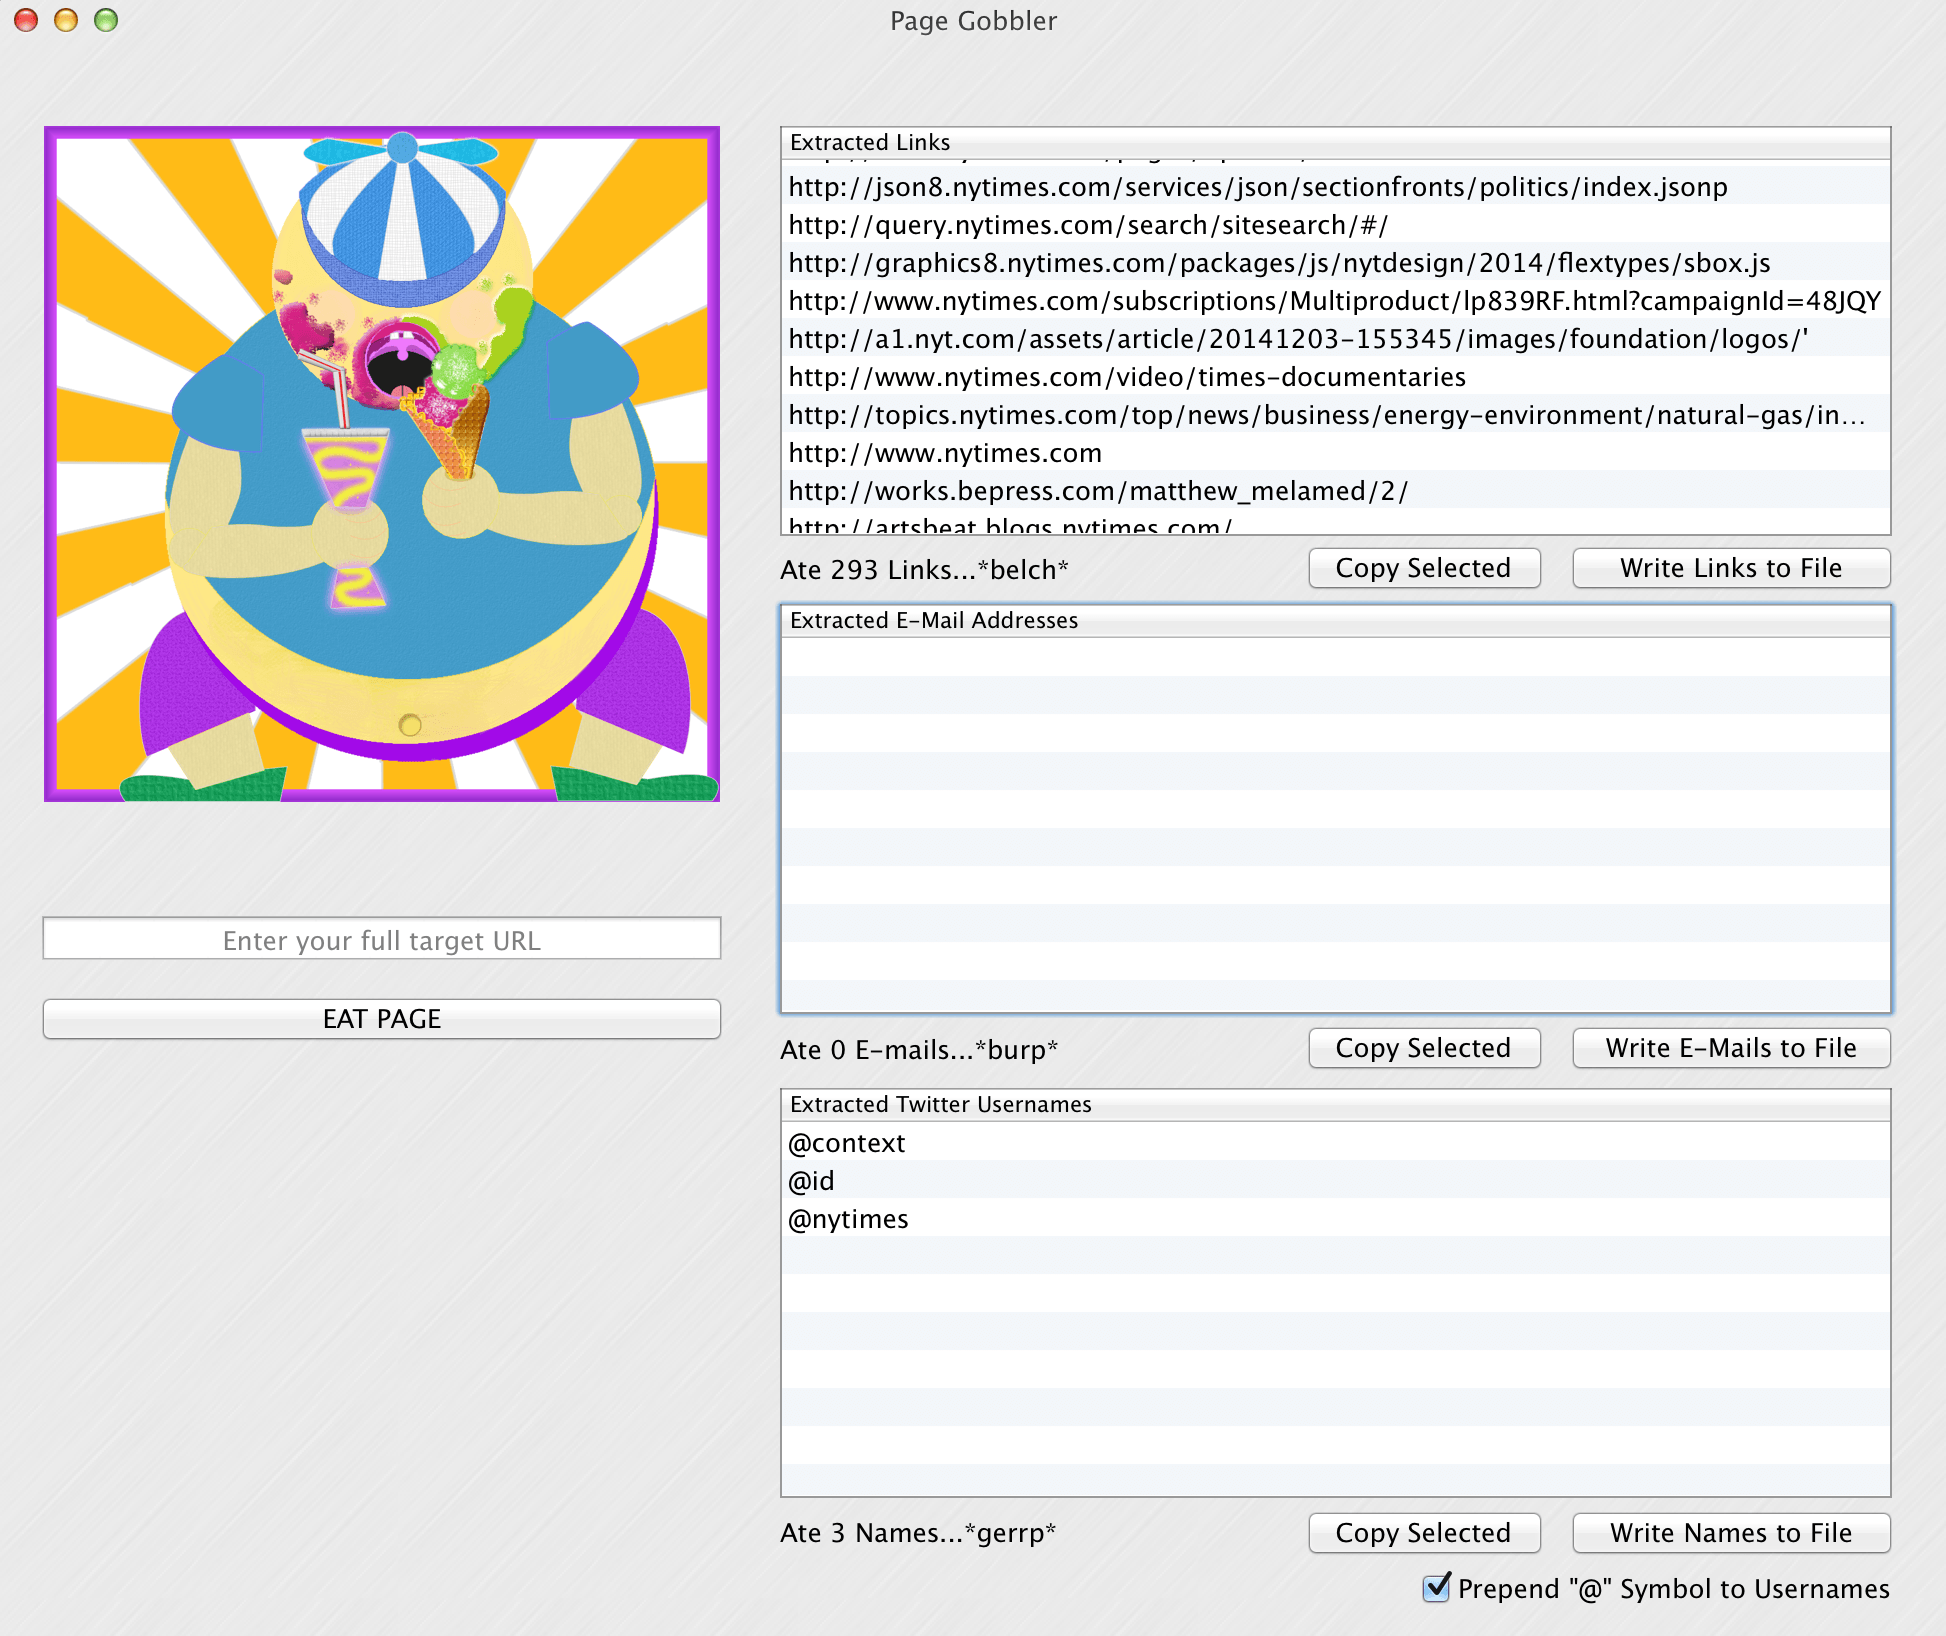 Page Gobbler
Extracted Links
http://json8.nytimes.com/services/json/sectionfronts/politics/index.jsonp
http://query.nytimes.com/search/sitesearch/#/
http://graphics8.nytimes.com/packages/js/nytdesign/2014/flextypes/sbox.js
http://www.nytimes.com/subscriptions/Multiproduct/lp839RF.html?campaignId=48JQY
http://a1.nyt.com/assets/article/20141203-155345/images/foundation/logos/'
http://www.nytimes.com/video/times-documentaries
http://topics.nytimes.com/top/news/business/energy-environment/natural-gas/in...
http://www.nytimes.com
http://works.bepress.com/matthew_melamed/2/
http://artsbeat.blogs.nytimes.com/
Ate 293 Links...*belch*
Copy Selected
Write Links to File
Extracted E-Mail Addresses
Enter your full target URL
EAT PAGE
Ate 0 E-mails...*burp*
Copy Selected
Write E-Mails to File
Extracted Twitter Usernames
@context
@id
@nytimes
Ate 3 Names...*gerrp*
Copy Selected
Write Names to File
Prepend "@" Symbol to Usernames